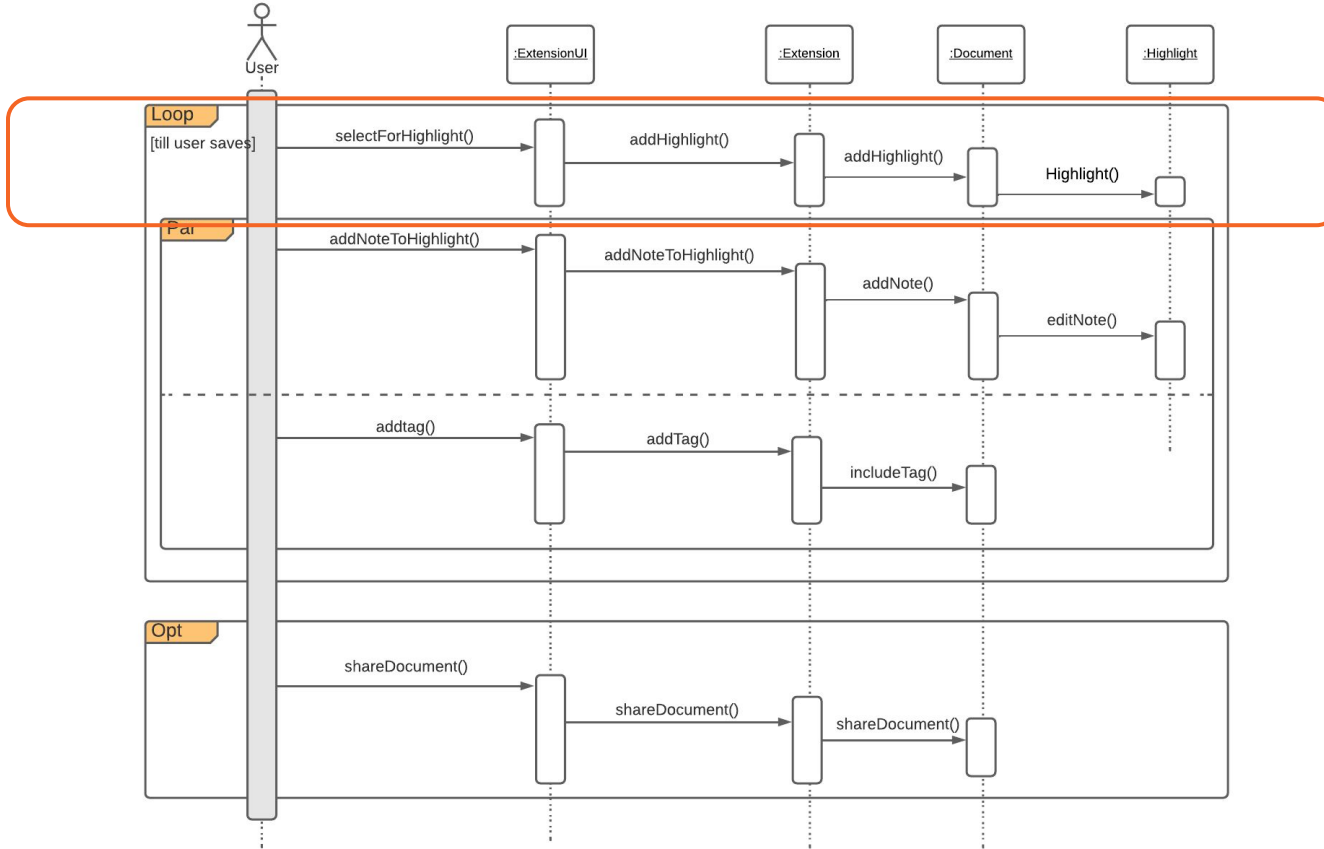 User
:ExtensionUI
:Extension
:Document
:Highlight
Loop
[till user saves]
selectForHighlight()
addHighlight()
addHighlight()
Highlight()
Par
addNoteToHighlight()
addNoteToHighlight()
addNote()
editNote()
addtag()
addTag()
includeTag()
Opt
shareDocument()
shareDocument()
shareDocument()